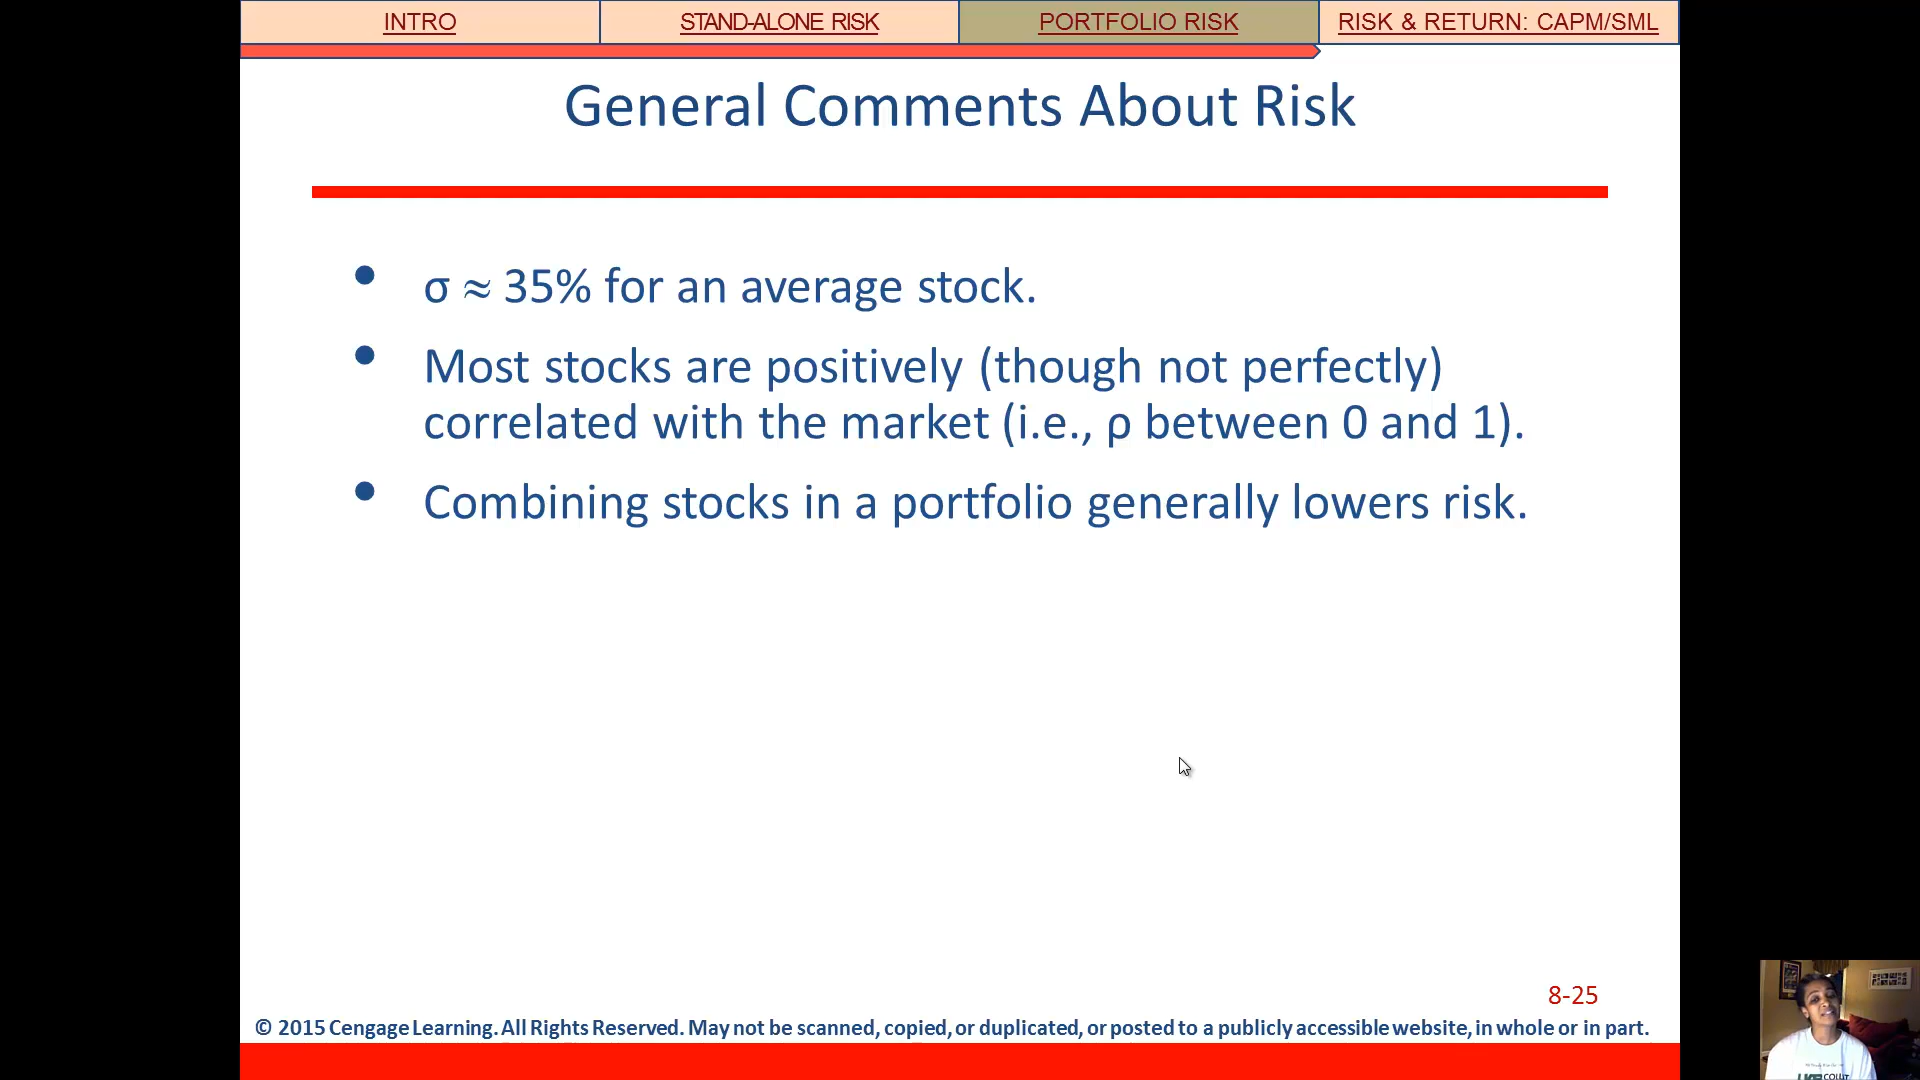 INTRO
STAND-ALONE RISK
PORTFOLIO RISK
RISK & RETURN: CAPM/SML
General Comments About Risk
• σ ≈ 35% for an average stock.
• Most stocks are positively (though not perfectly)
correlated with the market (i.e., ρ between 0 and 1).
• Combining stocks in a portfolio generally lowers risk.
8-25
© 2015 Cengage Learning. All Rights Reserved. May not be scanned, copied, or duplicated, or posted to a publicly accessible website, in whole or in part.